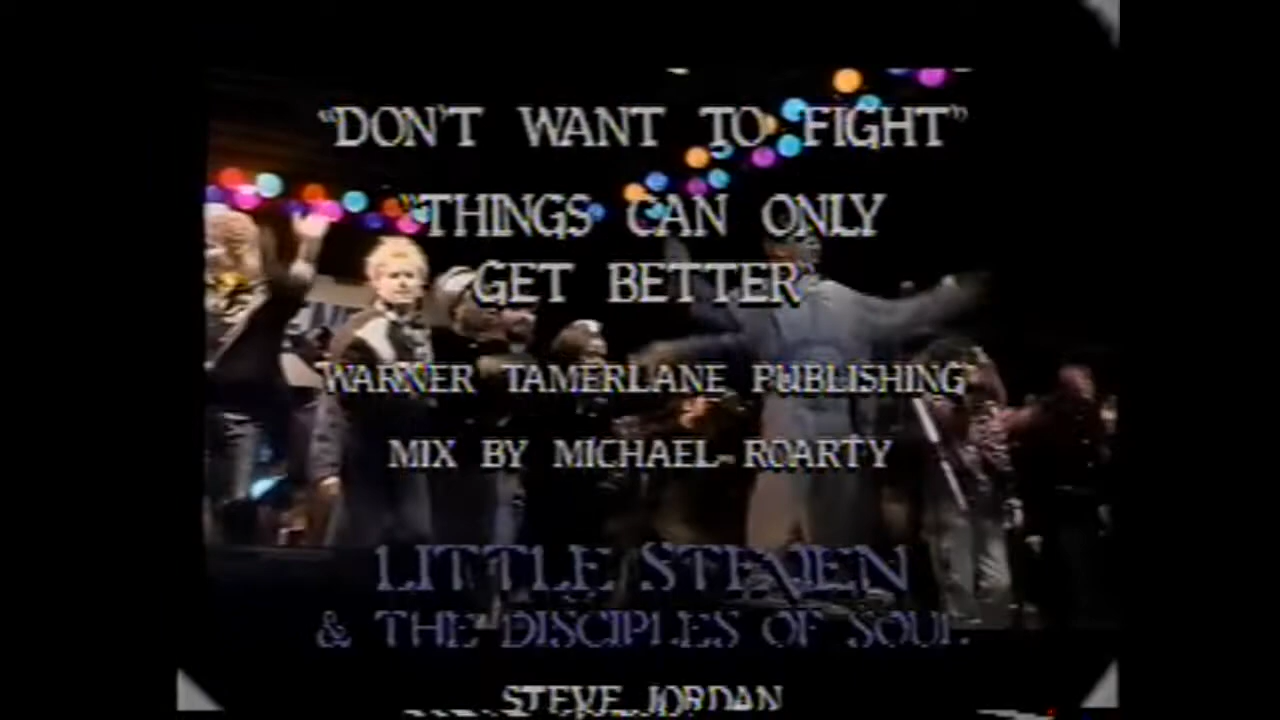 "DON'T WANT TO FIGHT"
"THINGS CAN ONLY
GET BETTER"
WARNER TAMERLANE PUBLISHING
MIX BY MICHAEL ROARTY
LITTLE STEVEN
& THE DISCIPLES OF SOUL
STEVE JORDAN